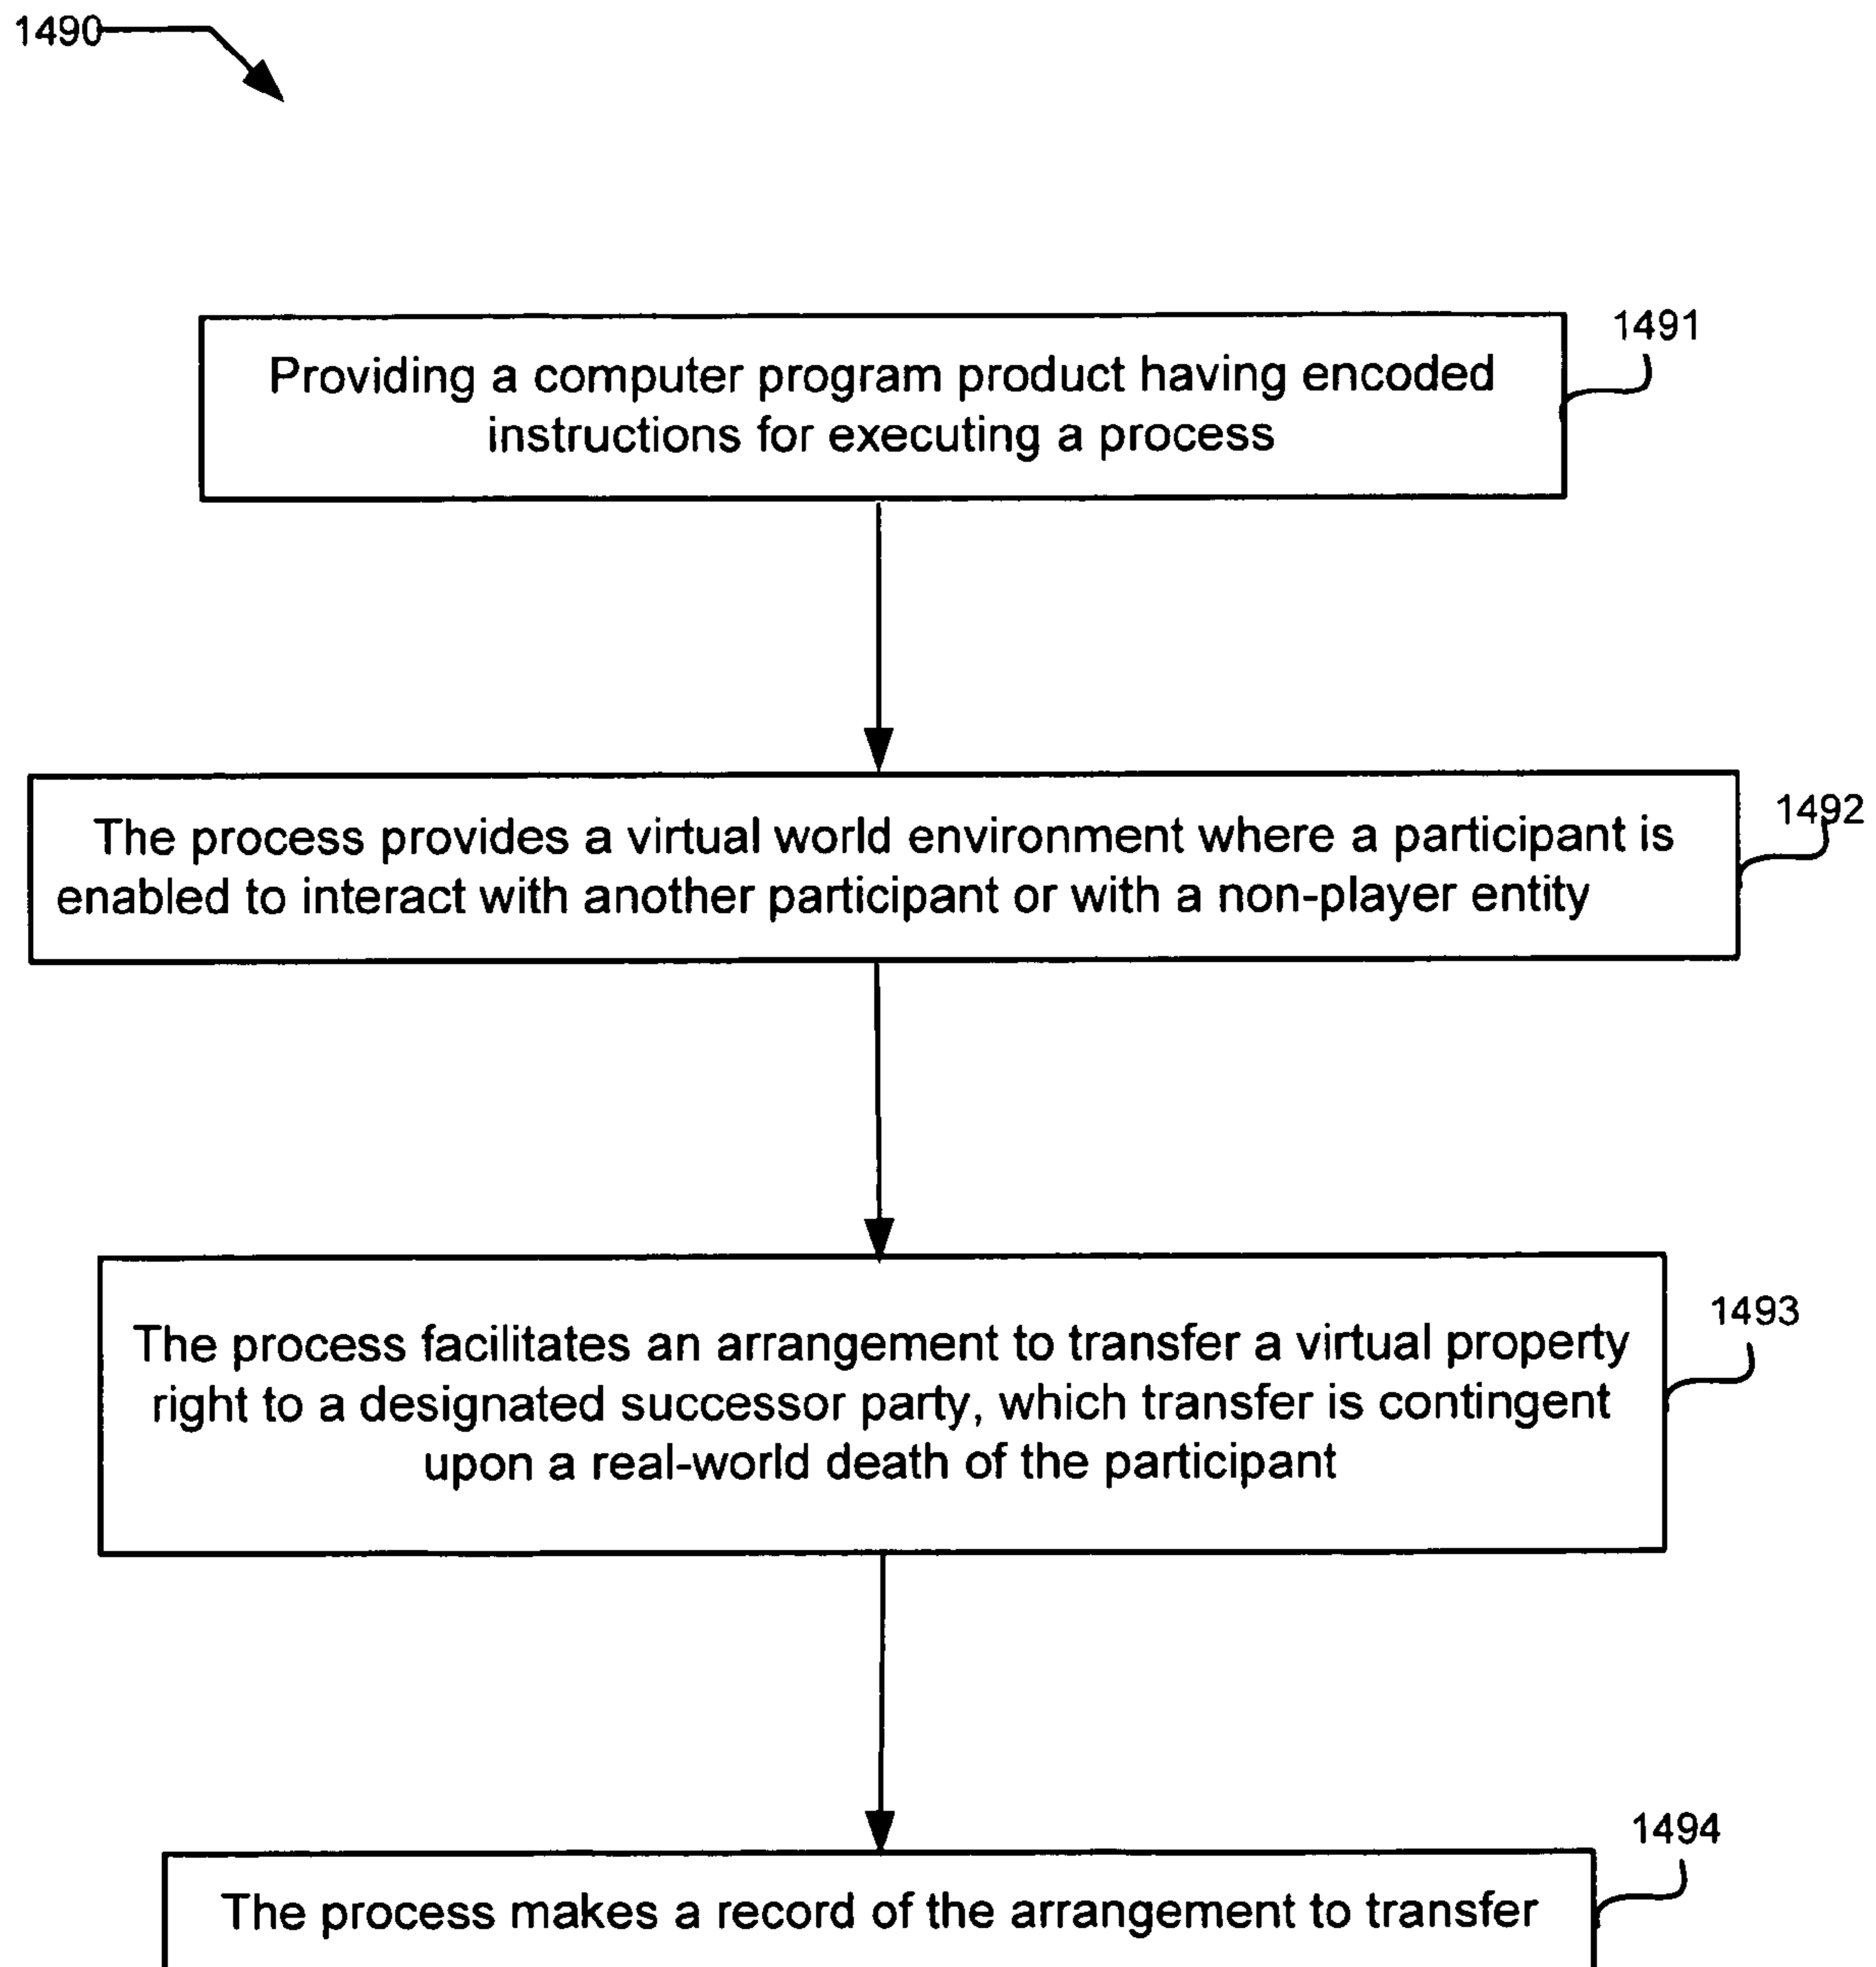 1490
1491
Providing a computer program product having encoded
instructions for executing a process
1492
The process provides a virtual world environment where a participant is
enabled to interact with another participant or with a non-player entity
1493
The process facilitates an arrangement to transfer a virtual property
right to a designated successor party, which transfer is contingent
upon a real-world death of the participant
1494
The process makes a record of the arrangement to transfer